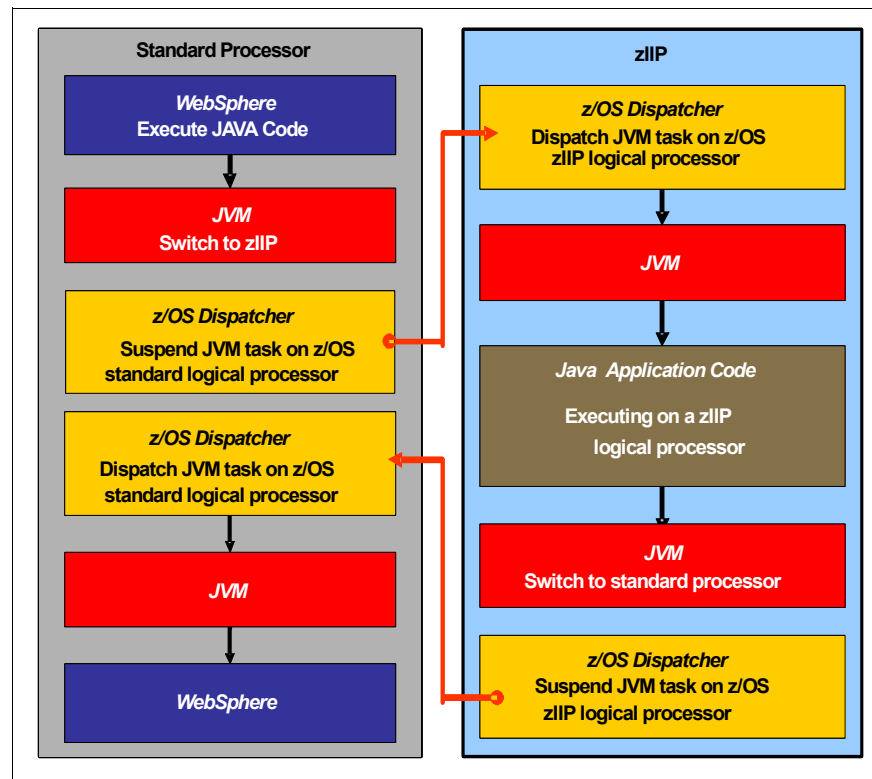 Standard Processor
WebSphere
Execute JAVA Code
JVM
Switch to zIIP
z/OS Dispatcher
Suspend JVM task on z/OS
standard logical processor
z/OS Dispatcher
Dispatch JVM task on z/OS
standard logical processor
JVM
WebSphere
zIIP
z/OS Dispatcher
Dispatch JVM task on z/OS
zIIP logical processor
JVM
Java Application Code
Executing on a zIIP
logical processor
JVM
Switch to standard processor
z/OS Dispatcher
Suspend JVM task on z/OS
zIIP logical processor